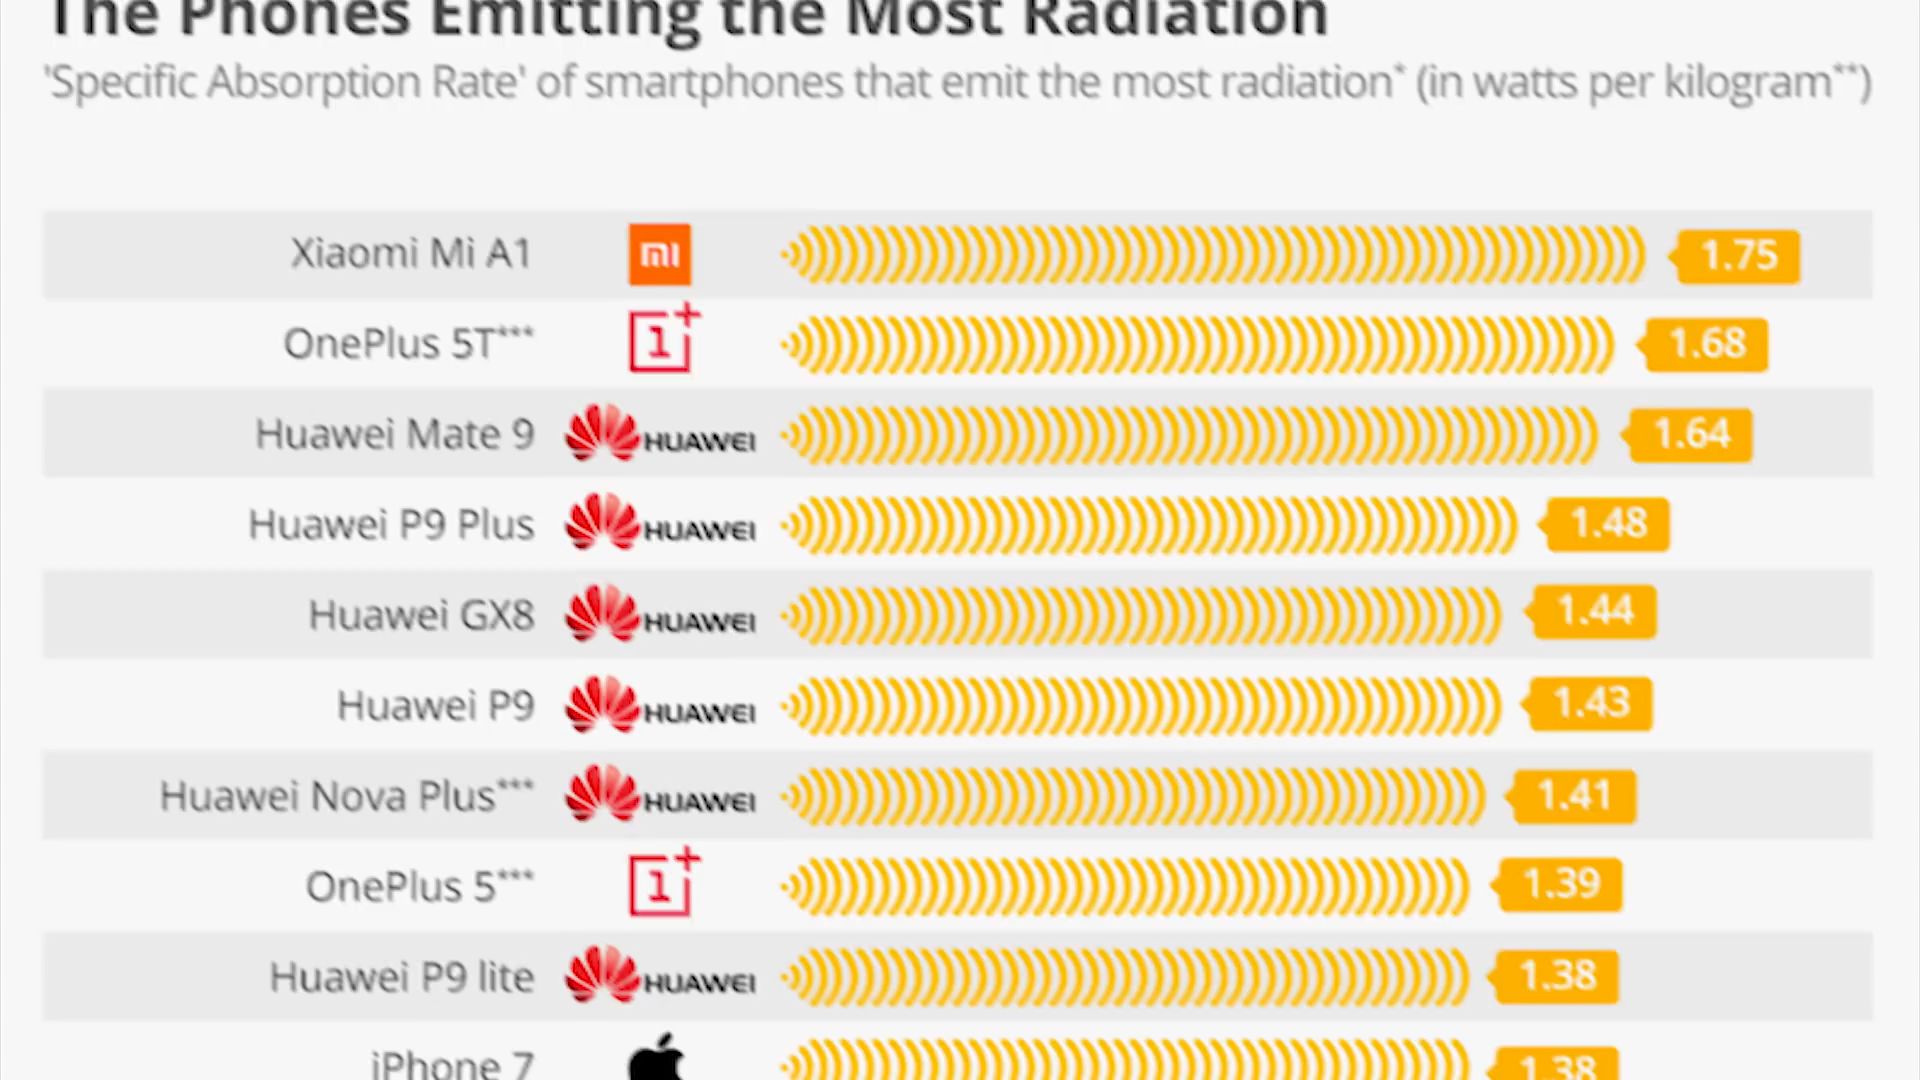 The Phones Emitting the Most Radiation
'Specific Absorption Rate' of smartphones that emit the most radiation* (in watts per kilogram**)
Xiaomi Mi A1 mi 1.75
OnePlus 5T*** 1+ 1.68
Huawei Mate 9 HUAWEI 1.64
Huawei P9 Plus HUAWEI 1.48
Huawei GX8 HUAWEI 1.44
Huawei P9 HUAWEI 1.43
Huawei Nova Plus*** HUAWEI 1.41
OnePlus 5*** 1+ 1.39
Huawei P9 lite HUAWEI 1.38
iPhone 7 1.38